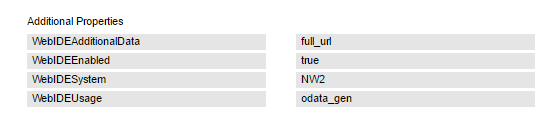 Additional Properties
WebIDEAdditionalData full_url
WebIDEEnabled true
WebIDESystem NW2
WebIDEUsage odata_gen